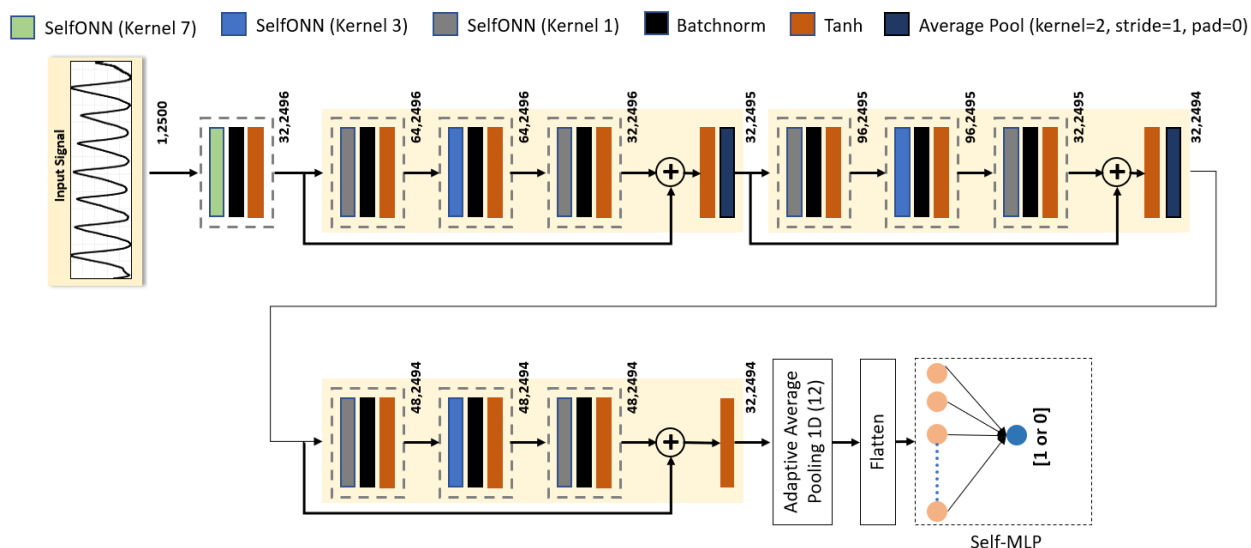 SelfONN (Kernel 7)
SelfONN (Kernel 3)
SelfONN (Kernel 1)
Batchnorm
Tanh
Average Pool (kernel=2, stride=1, pad=0)
Input Signal
1,2500
32,2496
64,2496
64,2496
32,2496
+
32,2495
96,2495
96,2495
32,2495
+
32,2494
48,2494
48,2494
48,2494
+
32,2494
Adaptive Average
Pooling 1D (12)
Flatten
[1 or 0]
Self-MLP